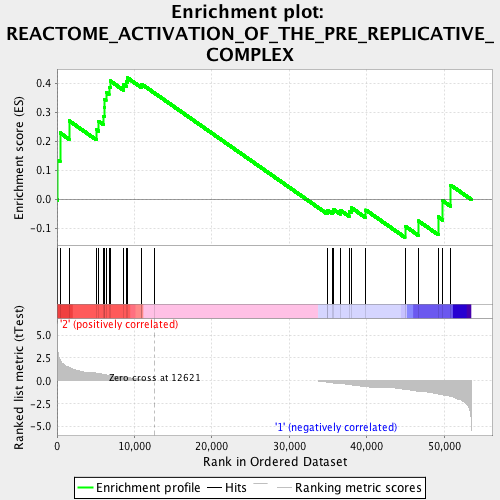 Enrichment plot:
REACTOME_ACTIVATION_OF_THE_PRE_REPLICATIVE_
COMPLEX
Enrichment score (ES)
0.4
0.3
0.2
0.1
0.0
-0.1
'2' (positively correlated)
Ranked list metric (tTest)
5.0
2.5
0.0
-2.5
-5.0
Zero cross at 12621
'1' (negatively correlated)
0 10,000 20,000 30,000 40,000 50,000
Rank in Ordered Dataset
Enrichment profile Hits Ranking metric scores